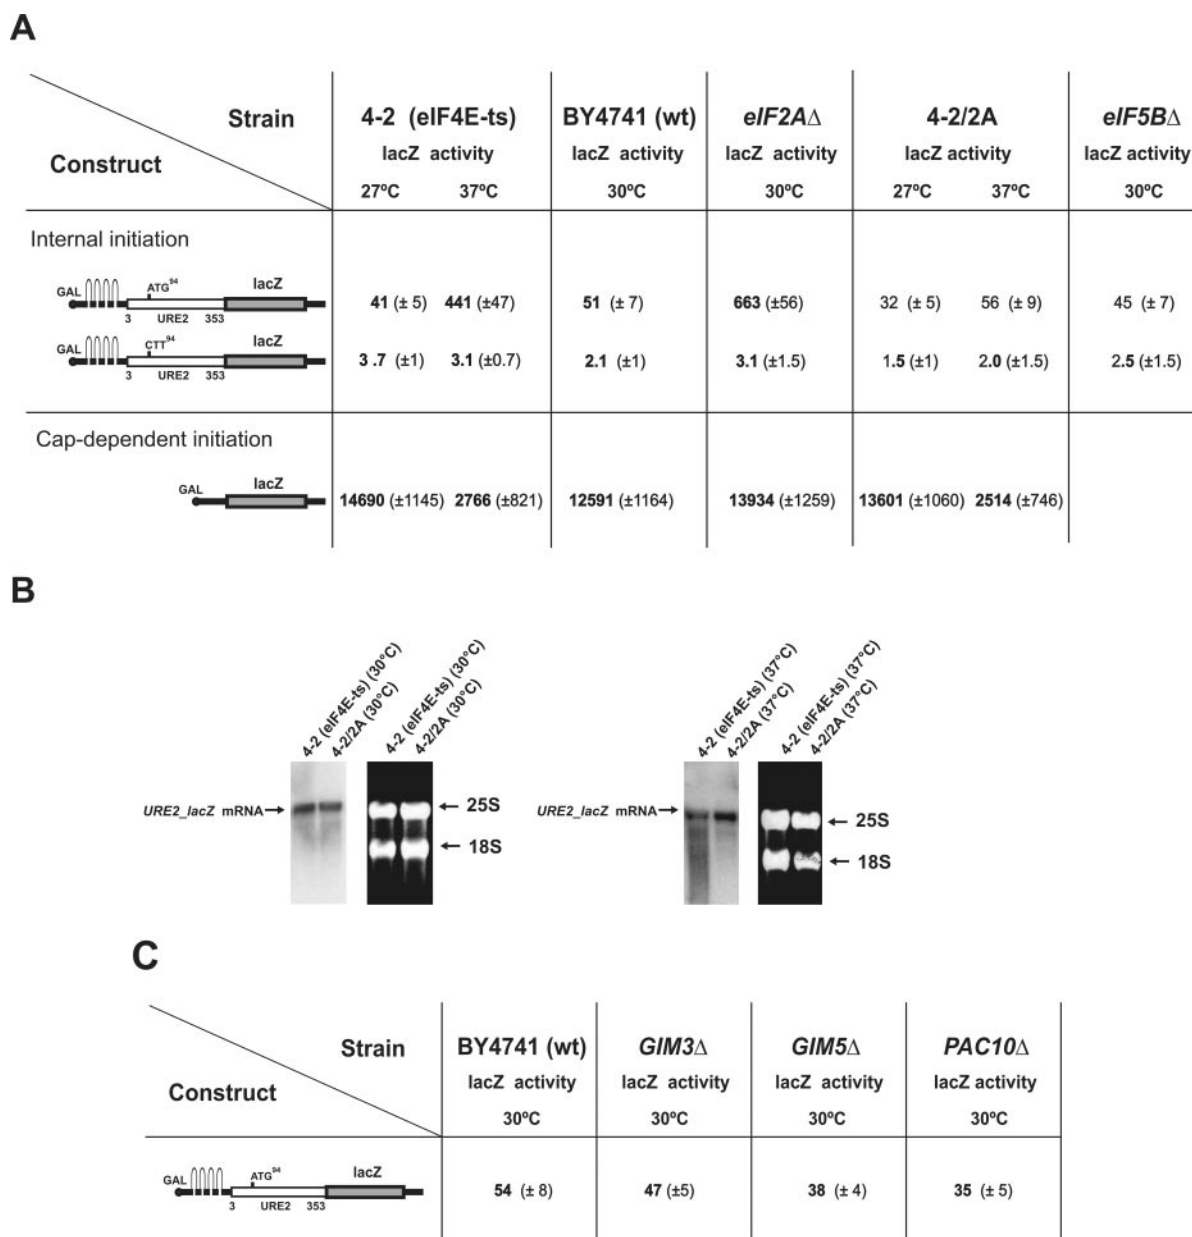 A
Strain
Construct
4-2 (eIF4E-ts)
lacZ activity
27ºC 37ºC
BY4741 (wt)
lacZ activity
30ºC
eIF2AΔ
lacZ activity
30ºC
4-2/2A
lacZ activity
27ºC 37ºC
eIF5BΔ
lacZ activity
30ºC
Internal initiation
GAL ATG94 lacZ
3 URE2 353
41 (± 5) 441 (±47) 51 (± 7) 663 (±56) 32 (± 5) 56 (± 9) 45 (± 7)
GAL CTT94 lacZ
3 URE2 353
3 .7 (±1) 3.1 (±0.7) 2.1 (±1) 3.1 (±1.5) 1.5 (±1) 2.0 (±1.5) 2.5 (±1.5)
Cap-dependent initiation
GAL lacZ
14690 (±1145) 2766 (±821) 12591 (±1164) 13934 (±1259) 13601 (±1060) 2514 (±746)
B
4-2 (eIF4E-ts) (30°C)
4-2/2A (30°C)
4-2 (eIF4E-ts) (30°C)
4-2/2A (30°C)
URE2_lacZ mRNA
25S
18S
4-2 (eIF4E-ts) (37°C)
4-2/2A (37°C)
4-2 (eIF4E-ts) (37°C)
4-2/2A (37°C)
URE2_lacZ mRNA
25S
18S
C
Strain
Construct
BY4741 (wt)
lacZ activity
30ºC
GIM3Δ
lacZ activity
30ºC
GIM5Δ
lacZ activity
30ºC
PAC10Δ
lacZ activity
30ºC
GAL ATG94 lacZ
3 URE2 353
54 (± 8) 47 (±5) 38 (± 4) 35 (± 5)